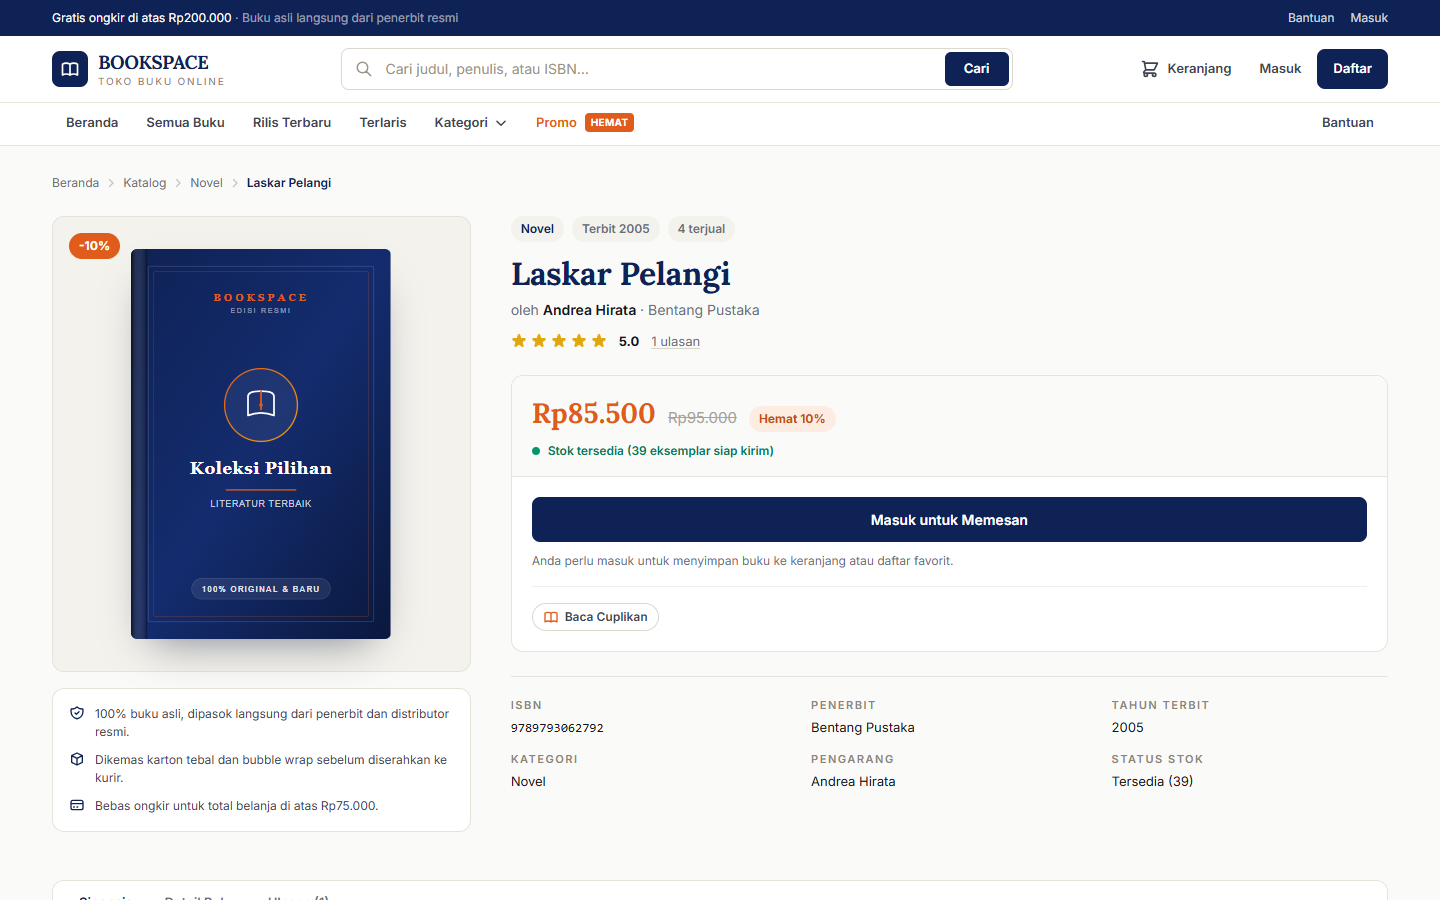 Gratis ongkir di atas Rp200.000 · Buku asli langsung dari penerbit resmi
Bantuan Masuk
BOOKSPACE
TOKO BUKU ONLINE
Cari judul, penulis, atau ISBN...
Cari
Keranjang Masuk Daftar
Beranda Semua Buku Rilis Terbaru Terlaris Kategori Promo HEMAT Bantuan
Beranda > Katalog > Novel > Laskar Pelangi
-10%
BOOKSPACE
EDISI RESMI
Koleksi Pilihan
LITERATUR TERBAIK
100% ORIGINAL & BARU
100% buku asli, dipasok langsung dari penerbit dan distributor
resmi.
Dikemas karton tebal dan bubble wrap sebelum diserahkan ke
kurir.
Bebas ongkir untuk total belanja di atas Rp75.000.
Novel Terbit 2005 4 terjual
Laskar Pelangi
oleh Andrea Hirata · Bentang Pustaka
5.0 1 ulasan
Rp85.500 Rp95.000 Hemat 10%
Stok tersedia (39 eksemplar siap kirim)
Masuk untuk Memesan
Anda perlu masuk untuk menyimpan buku ke keranjang atau daftar favorit.
Baca Cuplikan
ISBN PENERBIT TAHUN TERBIT
9789793062792 Bentang Pustaka 2005
KATEGORI PENGARANG STATUS STOK
Novel Andrea Hirata Tersedia (39)